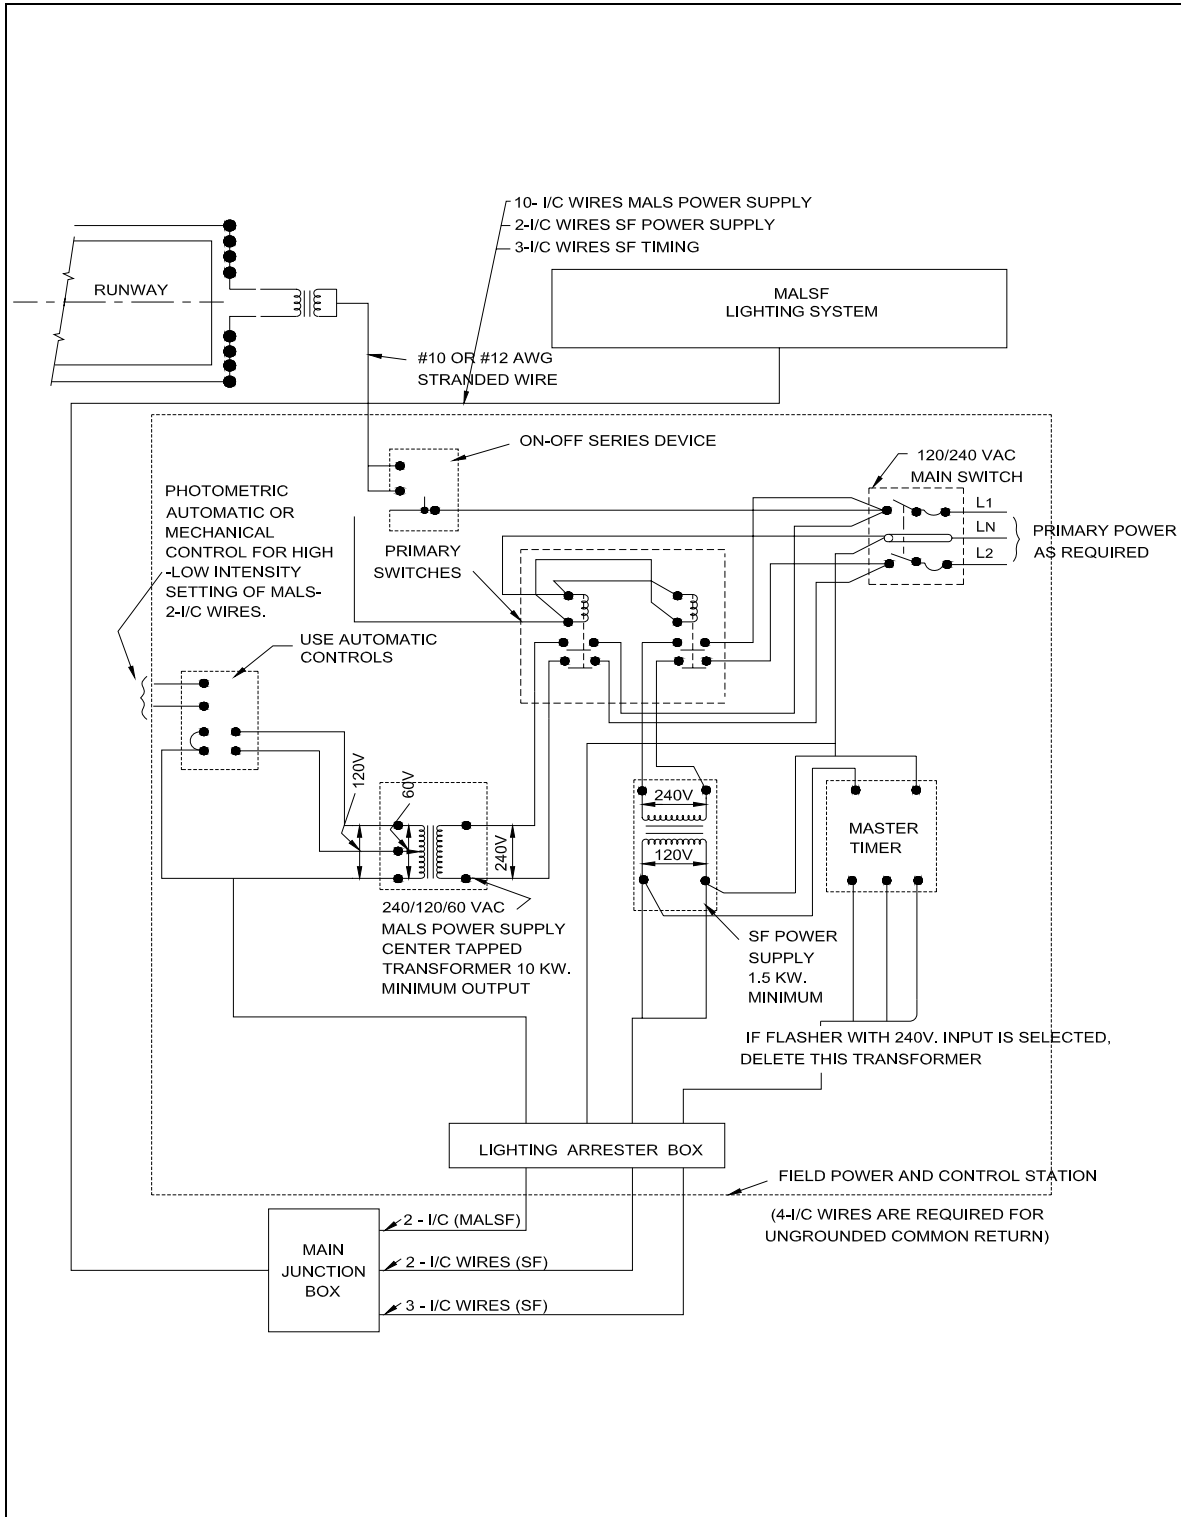 10- I/C WIRES MALS POWER SUPPLY
2-I/C WIRES SF POWER SUPPLY
3-I/C WIRES SF TIMING
RUNWAY
MALSF
LIGHTING SYSTEM
#10 OR #12 AWG
STRANDED WIRE
ON-OFF SERIES DEVICE
120/240 VAC
MAIN SWITCH
L1
LN
L2
PRIMARY POWER
AS REQUIRED
PHOTOMETRIC
AUTOMATIC OR
MECHANICAL
CONTROL FOR HIGH
-LOW INTENSITY
SETTING OF MALS-
2-I/C WIRES.
PRIMARY
SWITCHES
USE AUTOMATIC
CONTROLS
120V
60V
240V
240V
120V
MASTER
TIMER
240/120/60 VAC
MALS POWER SUPPLY
CENTER TAPPED
TRANSFORMER 10 KW.
MINIMUM OUTPUT
SF POWER
SUPPLY
1.5 KW.
MINIMUM
IF FLASHER WITH 240V. INPUT IS SELECTED,
DELETE THIS TRANSFORMER
LIGHTING ARRESTER BOX
FIELD POWER AND CONTROL STATION
(4-I/C WIRES ARE REQUIRED FOR
UNGROUNDED COMMON RETURN)
MAIN
JUNCTION
BOX
2 - I/C (MALSF)
2 - I/C WIRES (SF)
3 - I/C WIRES (SF)